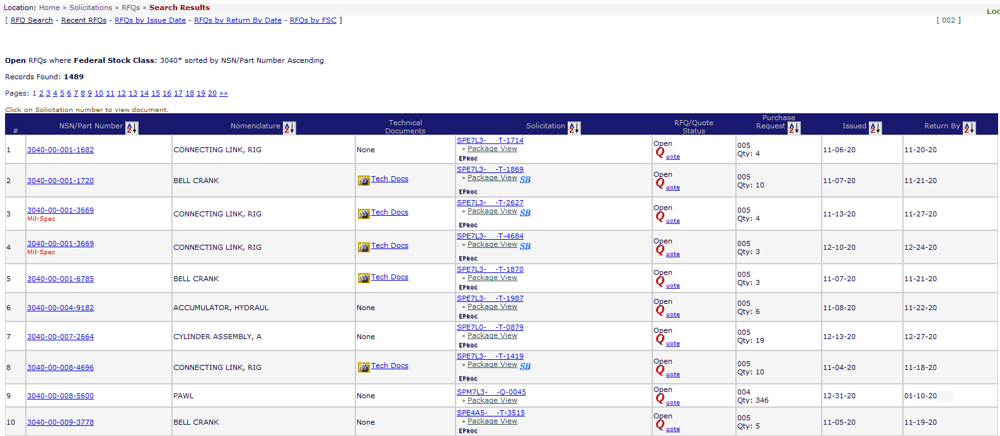 Location: Home » Solicitations » RFQs » Search Results
Loc
[ RFQ Search - Recent RFQs - RFQs by Issue Date - RFQs by Return By Date - RFQs by FSC ]
[ 002 ]
Open RFQs where Federal Stock Class: 3040* sorted by NSN/Part Number Ascending
Records Found: 1489
Pages: 1 2 3 4 5 6 7 8 9 10 11 12 13 14 15 16 17 18 19 20 »»
Click on Solicitation number to view document.
# NSN/Part Number Nomenclature Technical Documents Solicitation RFQ/Quote Status Purchase Request Issued Return By
1 3040-00-001-1682 CONNECTING LINK, RIG None SPE7L3- -T-1714 Open 005 11-06-20 11-20-20
» Package View Quote Qty: 4
EPROC
2 3040-00-001-1720 BELL CRANK Tech Docs SPE7L3- -T-1869 Open 005 11-07-20 11-21-20
» Package View SB Quote Qty: 10
EPROC
3 3040-00-001-3669 CONNECTING LINK, RIG Tech Docs SPE7L3- -T-2627 Open 005 11-13-20 11-27-20
Mil-Spec » Package View SB Quote Qty: 4
EPROC
4 3040-00-001-3669 CONNECTING LINK, RIG Tech Docs SPE7L3- -T-4684 Open 005 12-10-20 12-24-20
Mil-Spec » Package View SB Quote Qty: 3
EPROC
5 3040-00-001-6785 BELL CRANK Tech Docs SPE7L3- -T-1870 Open 005 11-07-20 11-21-20
» Package View Quote Qty: 3
EPROC
6 3040-00-004-9182 ACCUMULATOR, HYDRAUL None SPE7L3- -T-1987 Open 005 11-08-20 11-22-20
» Package View Quote Qty: 6
EPROC
7 3040-00-007-2664 CYLINDER ASSEMBLY, A None SPE7L0- -T-0879 Open 005 12-13-20 12-27-20
» Package View Quote Qty: 19
EPROC
8 3040-00-008-4696 CONNECTING LINK, RIG Tech Docs SPE7L3- -T-1419 Open 005 11-04-20 11-18-20
» Package View SB Quote Qty: 10
EPROC
9 3040-00-008-5600 PAWL None SPM7L3- -Q-0045 Open 004 12-31-20 01-10-20
» Package View Quote Qty: 346
10 3040-00-009-3778 BELL CRANK None SPE4A5- -T-3515 Open 005 11-05-20 11-19-20
» Package View Quote Qty: 5
EPROC